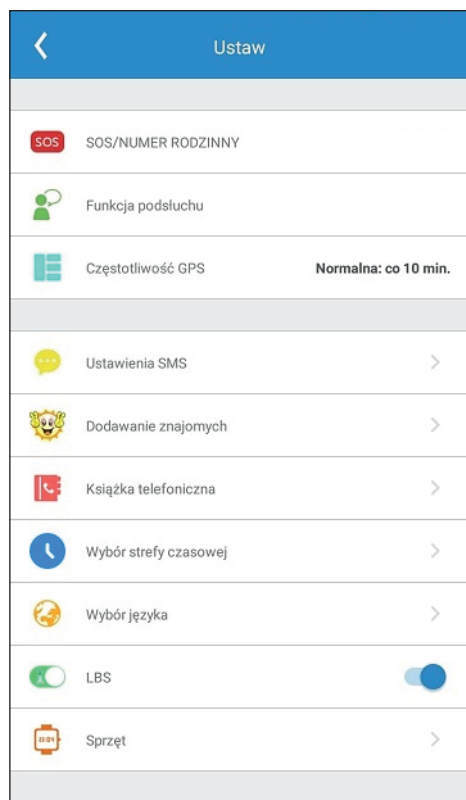 Ustaw
SOS SOS/NUMER RODZINNY
Funkcja podsłuchu
Częstotliwość GPS Normalna: co 10 min.
Ustawienia SMS
Dodawanie znajomych
Książka telefoniczna
Wybór strefy czasowej
Wybór języka
LBS
Sprzęt